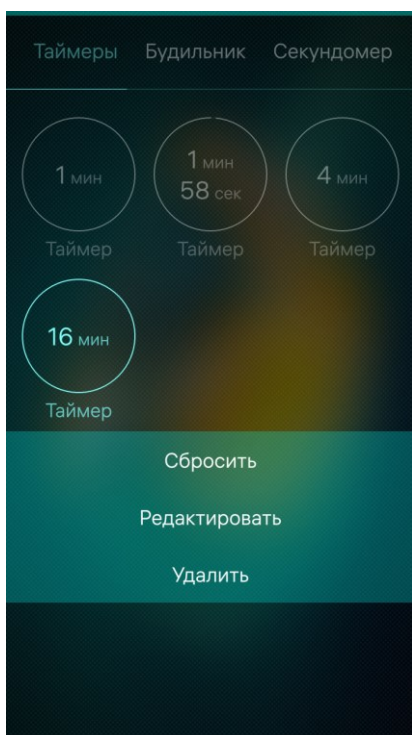 Таймеры Будильник Секундомер
1 мин
1 мин
58 сек
4 мин
Таймер Таймер Таймер
16 мин
Таймер
Сбросить
Редактировать
Удалить